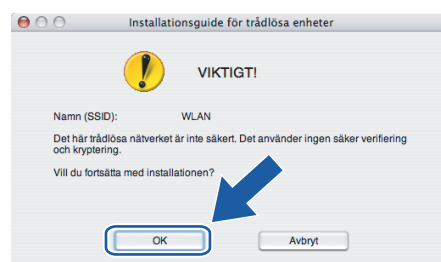 Installationsguide för trådlösa enheter
VIKTIGT!
Namn (SSID): WLAN
Det här trådlösa nätverket är inte säkert. Det använder ingen säker verifiering
och kryptering.
Vill du fortsätta med installationen?
OK Avbryt